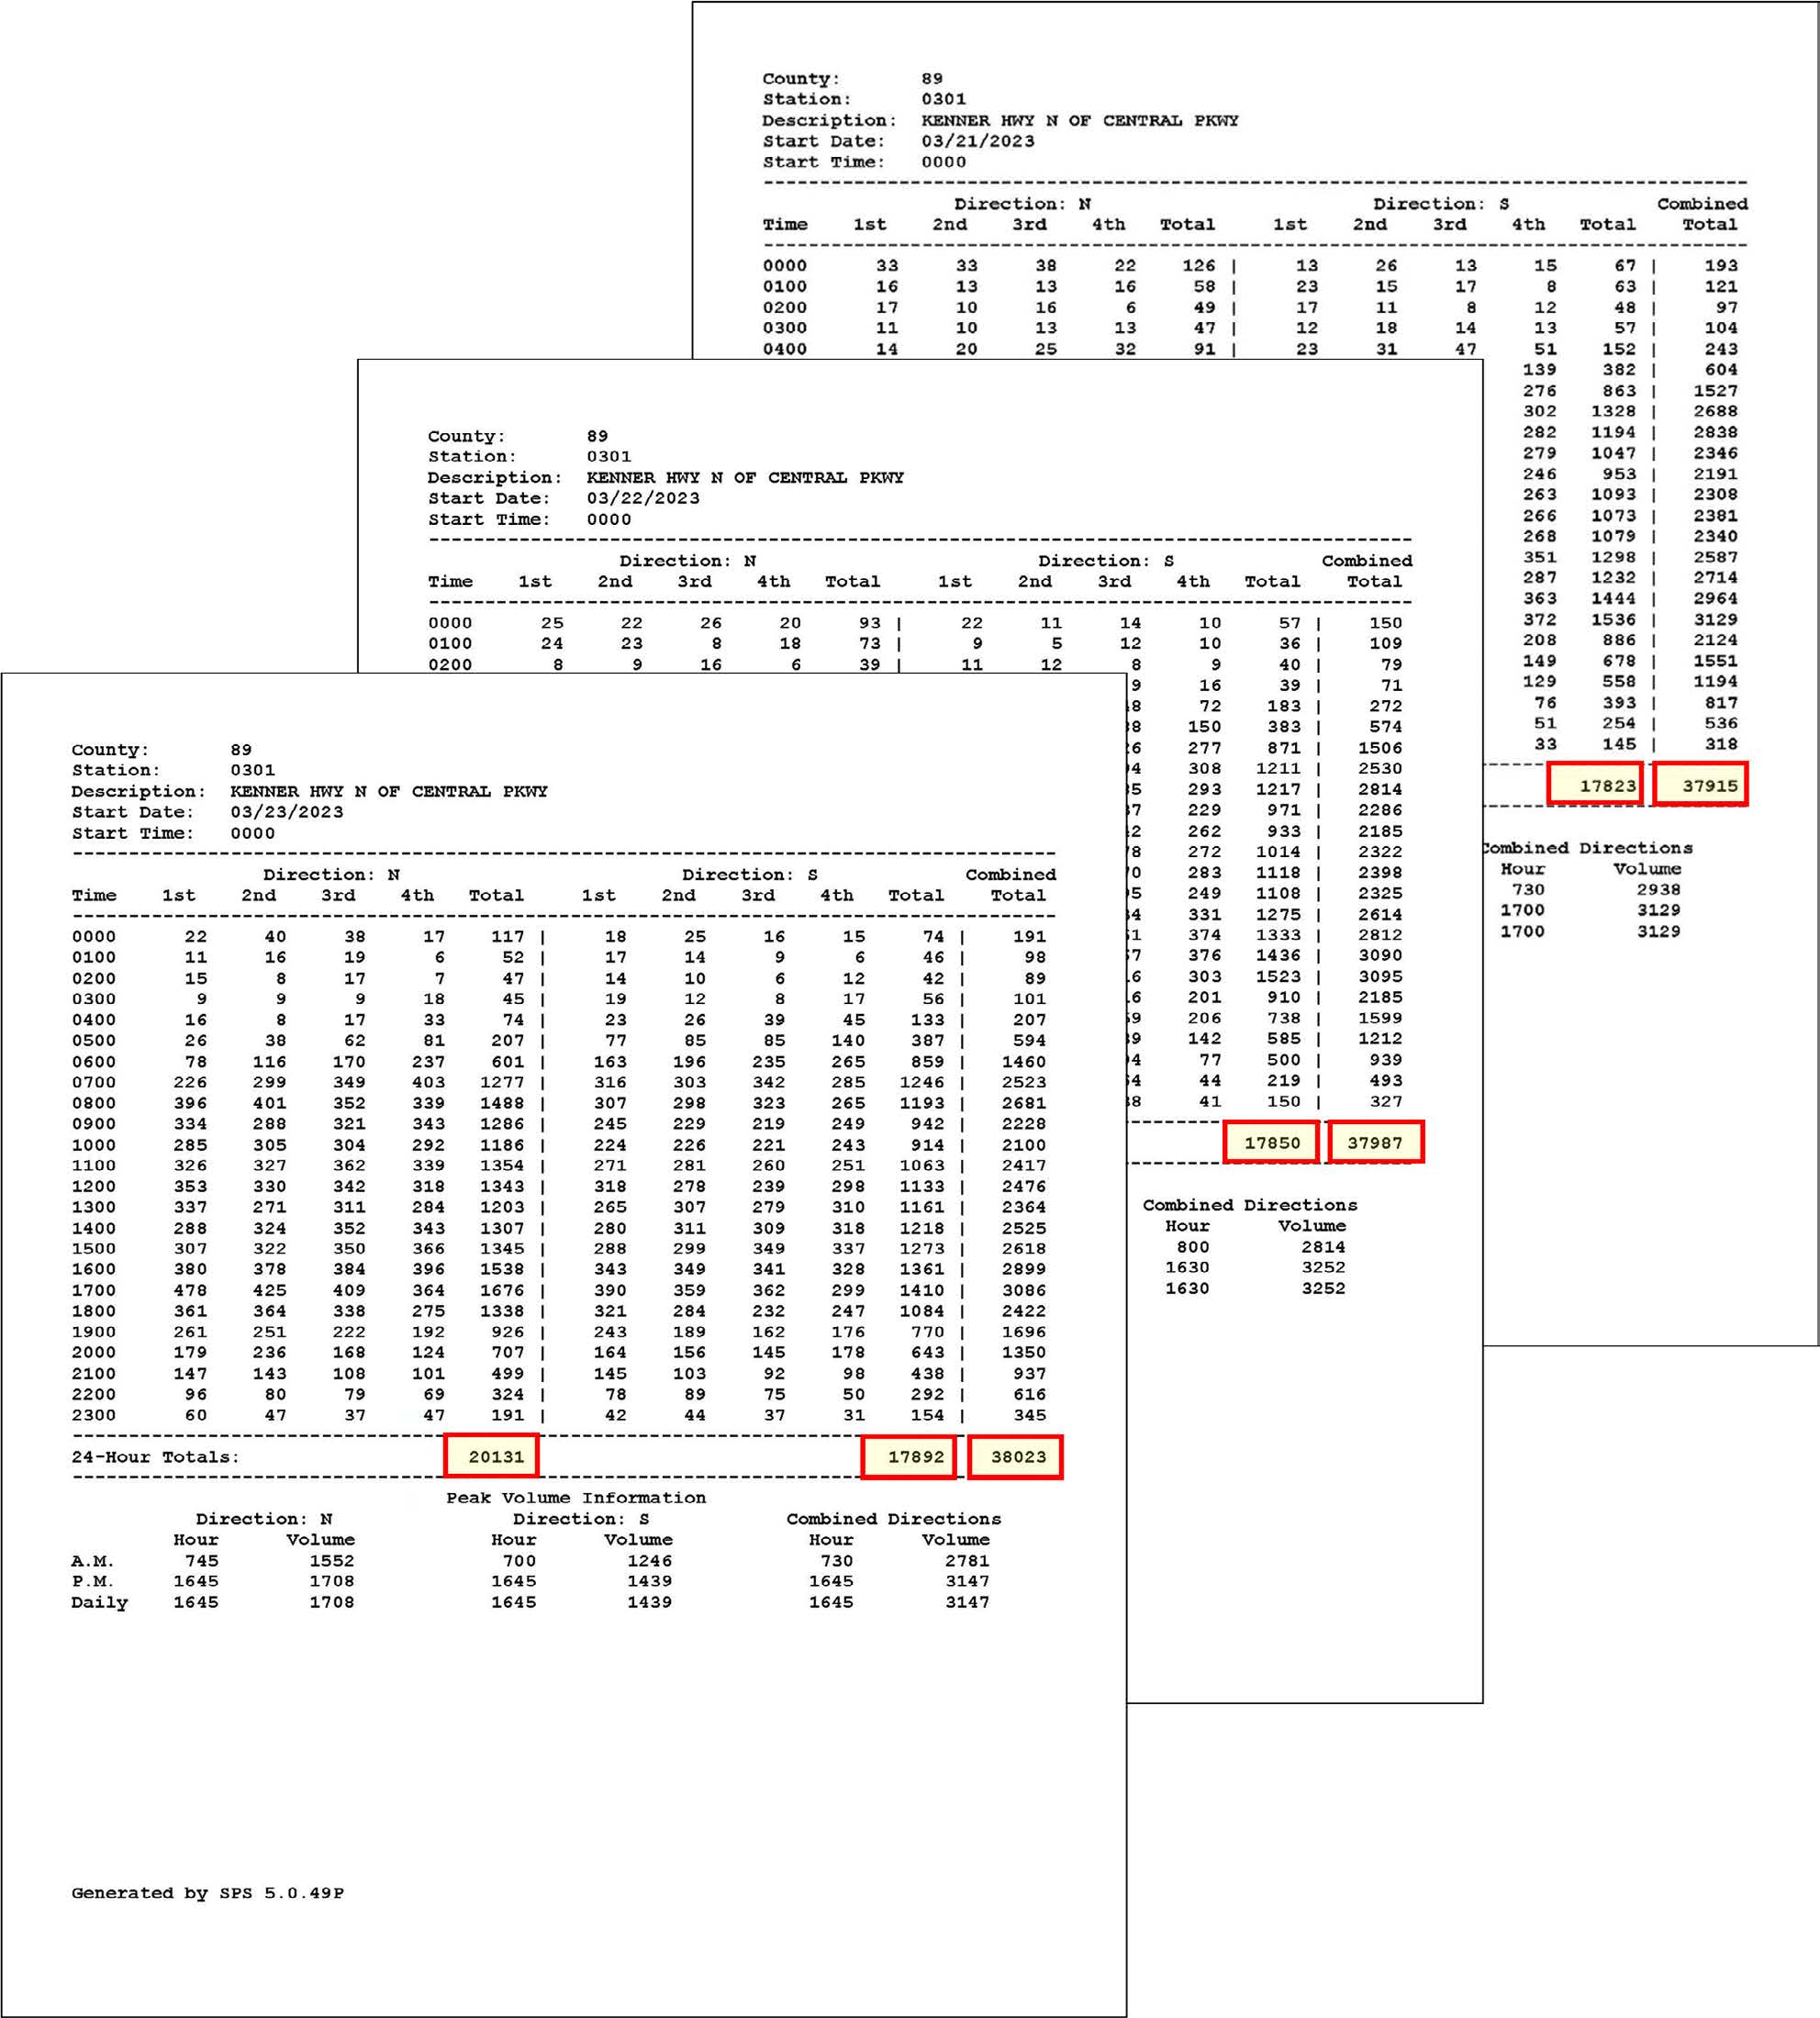 County: 89
Station: 0301
Description: KENNER HWY N OF CENTRAL PKWY
Start Date: 03/21/2023
Start Time: 0000
Direction: N Direction: S Combined
Time 1st 2nd 3rd 4th Total 1st 2nd 3rd 4th Total Total
0000 33 33 38 22 126 | 13 26 13 15 67 | 193
0100 16 13 13 16 58 | 23 15 17 8 63 | 121
0200 17 10 16 6 49 | 17 11 8 12 48 | 97
0300 11 10 13 13 47 | 12 18 14 13 57 | 104
0400 14 20 25 32 91 | 23 31 47 51 152 | 243
139 382 | 604
276 863 | 1527
302 1328 | 2688
282 1194 | 2838
279 1047 | 2346
246 953 | 2191
263 1093 | 2308
266 1073 | 2381
268 1079 | 2340
351 1298 | 2587
287 1232 | 2714
363 1444 | 2964
372 1536 | 3129
208 886 | 2124
149 678 | 1551
129 558 | 1194
76 393 | 817
51 254 | 536
33 145 | 318
17823 37915
Combined Directions
Hour Volume
730 2938
1700 3129
1700 3129
County: 89
Station: 0301
Description: KENNER HWY N OF CENTRAL PKWY
Start Date: 03/22/2023
Start Time: 0000
Direction: N Direction: S Combined
Time 1st 2nd 3rd 4th Total 1st 2nd 3rd 4th Total Total
0000 25 22 26 20 93 | 22 11 14 10 57 | 150
0100 24 23 8 18 73 | 9 5 12 10 36 | 109
0200 8 9 16 6 39 | 11 12 8 9 40 | 79
9 16 39 | 71
72 183 | 272
150 383 | 574
277 871 | 1506
308 1211 | 2530
293 1217 | 2814
229 971 | 2286
262 933 | 2185
272 1014 | 2322
283 1118 | 2398
249 1108 | 2325
331 1275 | 2614
374 1333 | 2812
376 1436 | 3090
303 1523 | 3095
201 910 | 2185
206 738 | 1599
142 585 | 1212
77 500 | 939
44 219 | 493
41 150 | 327
17850 37987
Combined Directions
Hour Volume
800 2814
1630 3252
1630 3252
County: 89
Station: 0301
Description: KENNER HWY N OF CENTRAL PKWY
Start Date: 03/23/2023
Start Time: 0000
Direction: N Direction: S Combined
Time 1st 2nd 3rd 4th Total 1st 2nd 3rd 4th Total Total
0000 22 40 38 17 117 | 18 25 16 15 74 | 191
0100 11 16 19 6 52 | 17 14 9 6 46 | 98
0200 15 8 17 7 47 | 14 10 6 12 42 | 89
0300 9 9 9 18 45 | 19 12 8 17 56 | 101
0400 16 8 17 33 74 | 23 26 39 45 133 | 207
0500 26 38 62 81 207 | 77 85 85 140 387 | 594
0600 78 116 170 237 601 | 163 196 235 265 859 | 1460
0700 226 299 349 403 1277 | 316 303 342 285 1246 | 2523
0800 396 401 352 339 1488 | 307 298 323 265 1193 | 2681
0900 334 288 321 343 1286 | 245 229 219 249 942 | 2228
1000 285 305 304 292 1186 | 224 226 221 243 914 | 2100
1100 326 327 362 339 1354 | 271 281 260 251 1063 | 2417
1200 353 330 342 318 1343 | 318 278 239 298 1133 | 2476
1300 337 271 311 284 1203 | 265 307 279 310 1161 | 2364
1400 288 324 352 343 1307 | 280 311 309 318 1218 | 2525
1500 307 322 350 366 1345 | 288 299 349 337 1273 | 2618
1600 380 378 384 396 1538 | 343 349 341 328 1361 | 2899
1700 478 425 409 364 1676 | 390 359 362 299 1410 | 3086
1800 361 364 338 275 1338 | 321 284 232 247 1084 | 2422
1900 261 251 222 192 926 | 243 189 162 176 770 | 1696
2000 179 236 168 124 707 | 164 156 145 178 643 | 1350
2100 147 143 108 101 499 | 145 103 92 98 438 | 937
2200 96 80 79 69 324 | 78 89 75 50 292 | 616
2300 60 47 37 47 191 | 42 44 37 31 154 | 345
24-Hour Totals: 20131 17892 38023
Peak Volume Information
Direction: N Direction: S Combined Directions
Hour Volume Hour Volume Hour Volume
A.M. 745 1552 700 1246 730 2781
P.M. 1645 1708 1645 1439 1645 3147
Daily 1645 1708 1645 1439 1645 3147
Generated by SPS 5.0.49P